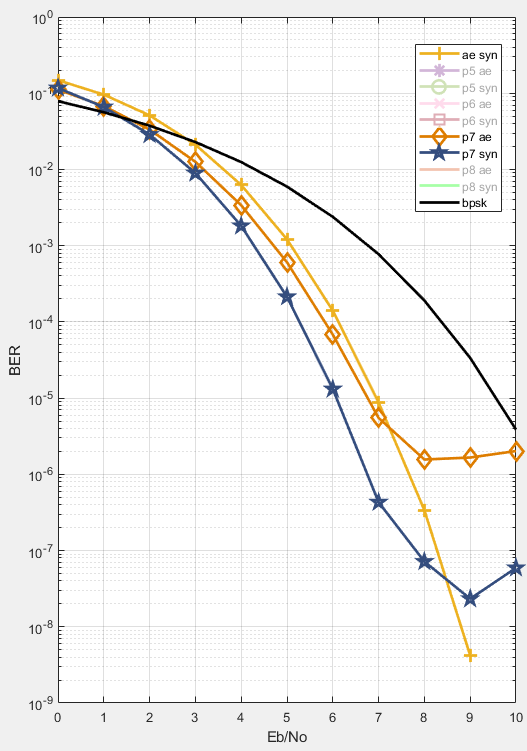 10^0
10^-1
10^-2
10^-3
10^-4
10^-5
10^-6
10^-7
10^-8
10^-9
BER
0 1 2 3 4 5 6 7 8 9 10
Eb/No
ae syn
p5 ae
p5 syn
p6 ae
p6 syn
p7 ae
p7 syn
p8 ae
p8 syn
bpsk